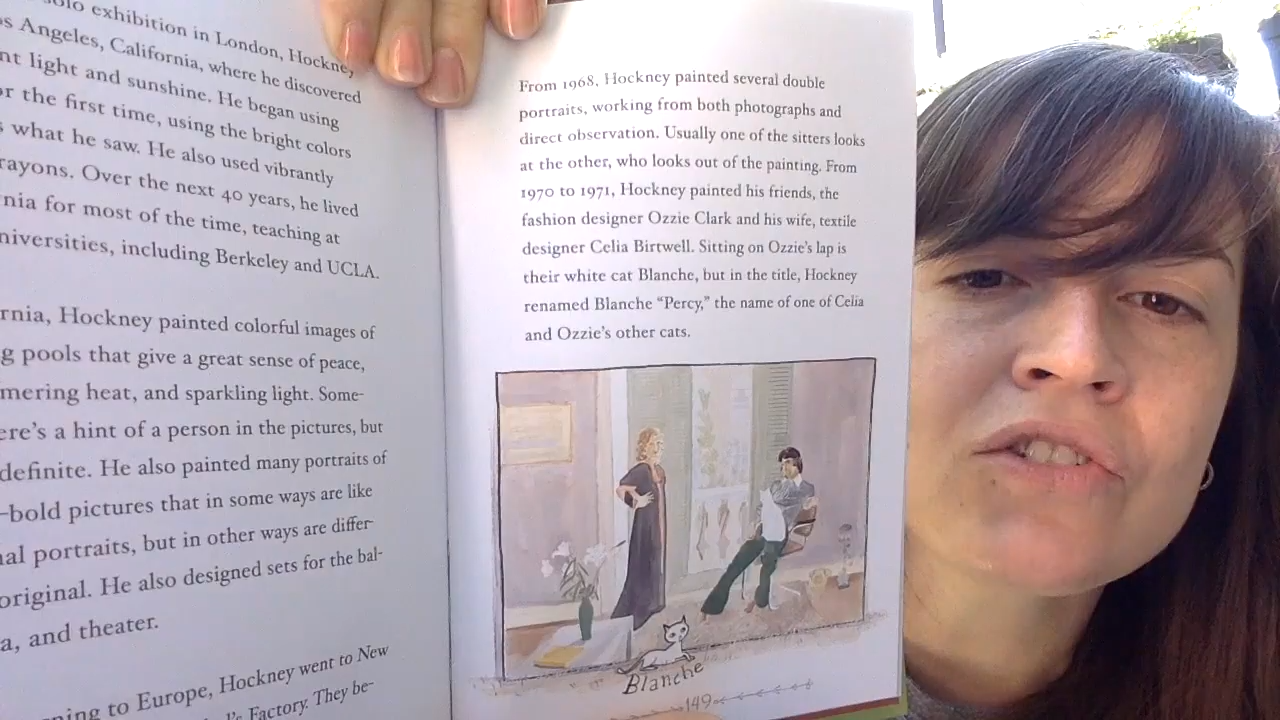 solo exhibition in London, Hockney
os Angeles, California, where he discovered
nt light and sunshine. He began using
or the first time, using the bright colors
s what he saw. He also used vibrantly
rayons. Over the next 40 years, he lived
nia for most of the time, teaching at
niversities, including Berkeley and UCLA.
rnia, Hockney painted colorful images of
g pools that give a great sense of peace,
mering heat, and sparkling light. Some-
ere's a hint of a person in the pictures, but
definite. He also painted many portraits of
—bold pictures that in some ways are like
nal portraits, but in other ways are differ-
original. He also designed sets for the bal-
a, and theater.
ning to Europe, Hockney went to New
Factory. They be-
From 1968, Hockney painted several double
portraits, working from both photographs and
direct observation. Usually one of the sitters looks
at the other, who looks out of the painting. From
1970 to 1971, Hockney painted his friends, the
fashion designer Ozzie Clark and his wife, textile
designer Celia Birtwell. Sitting on Ozzie's lap is
their white cat Blanche, but in the title, Hockney
renamed Blanche “Percy,” the name of one of Celia
and Ozzie's other cats.
Blanche
149